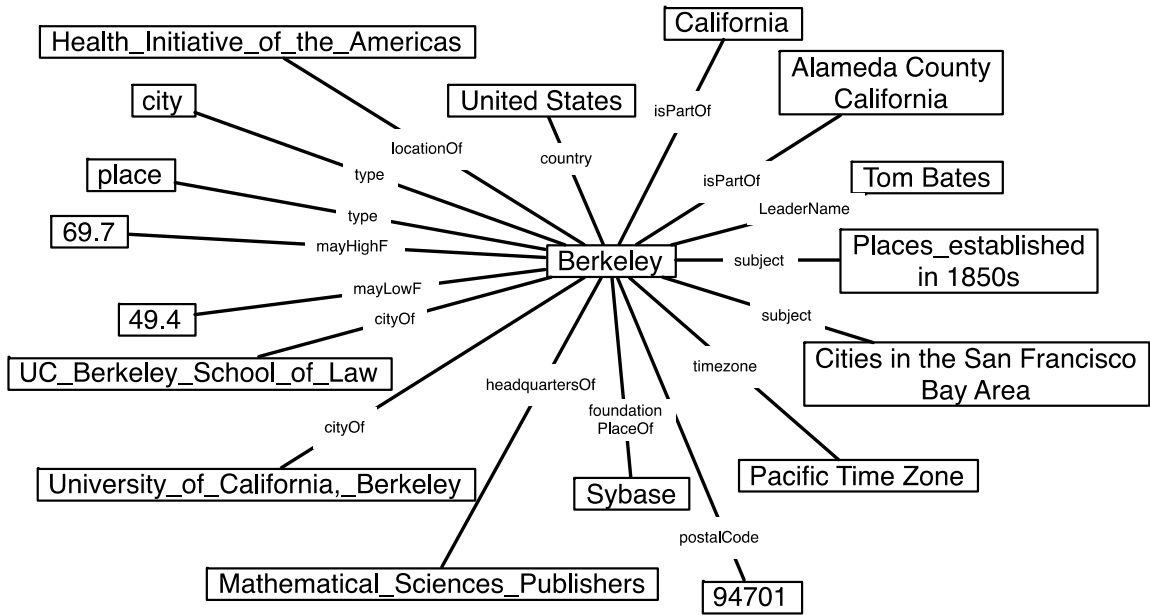 California
Health_Initiative_of_the_Americas
Alameda County
California
city
United States
isPartOf
locationOf
country
place
type
isPartOf
Tom Bates
LeaderName
69.7
type
mayHighF
Berkeley
subject
Places_established
in 1850s
mayLowF
49.4
cityOf
subject
UC_Berkeley_School_of_Law
Cities in the San Francisco
Bay Area
timezone
headquartersOf
foundation
PlaceOf
cityOf
University_of_California,_Berkeley
Sybase
Pacific Time Zone
postalCode
Mathematical_Sciences_Publishers
94701